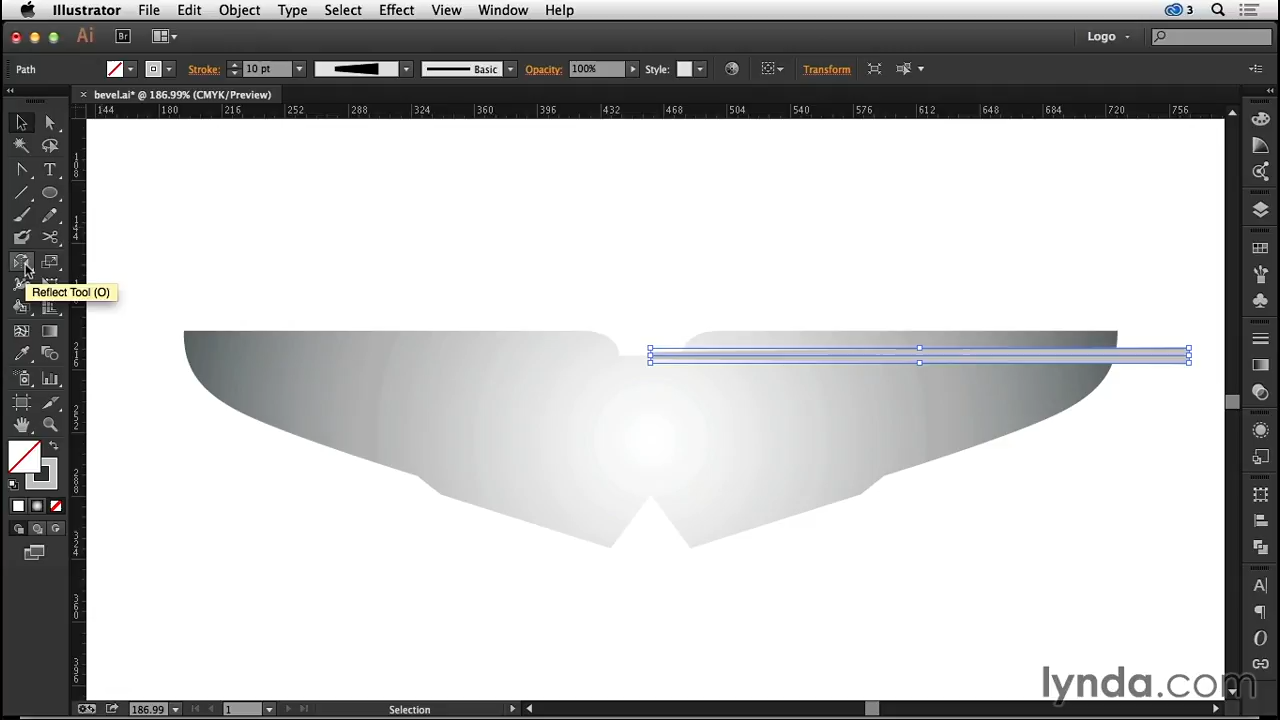 Illustrator File Edit Object Type Select Effect View Window Help 3
Ai Br Logo
Path Stroke: 10 pt Basic Opacity: 100% Style: Transform
× bevel.ai* @ 186.99% (CMYK/Preview)
144 180 216 252 288 324 360 396 432 468 504 540 576 612 648 684 720 756
Reflect Tool (O)
lynda.com
186.99 1 Selection